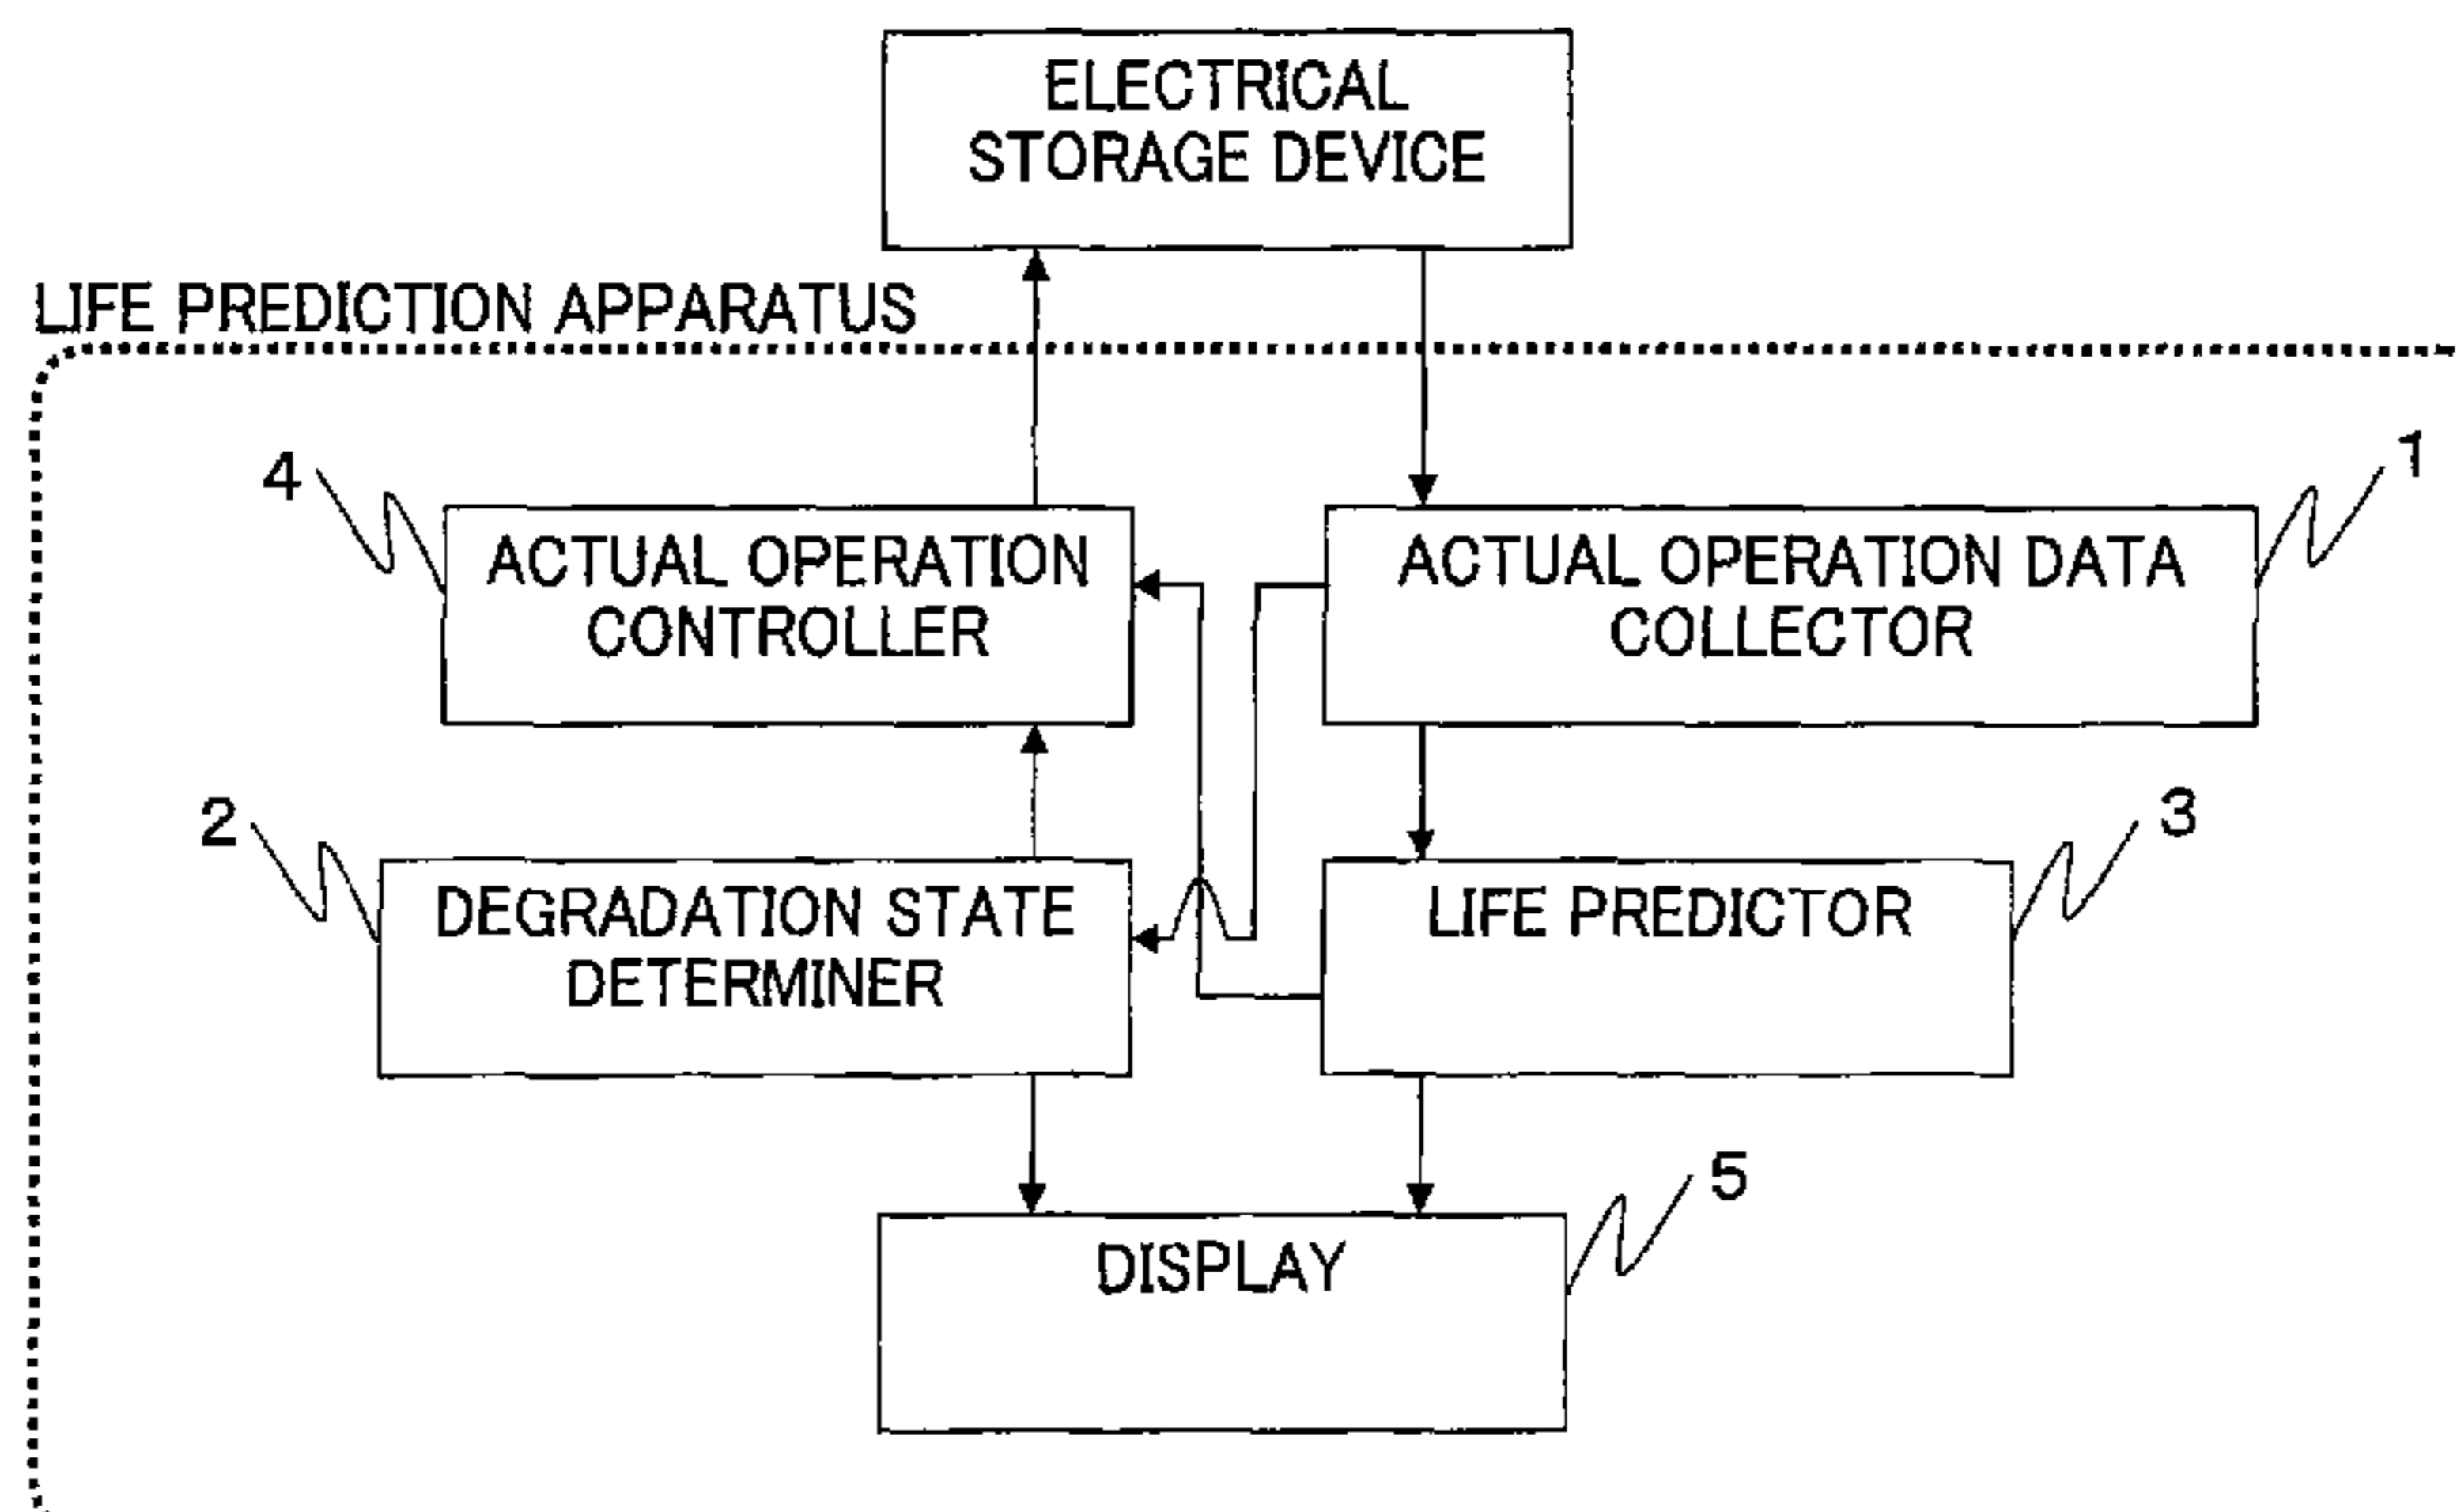 ELECTRICAL
STORAGE DEVICE
LIFE PREDICTION APPARATUS
4
1
ACTUAL OPERATION
CONTROLLER
ACTUAL OPERATION DATA
COLLECTOR
2
3
DEGRADATION STATE
DETERMINER
LIFE PREDICTOR
5
DISPLAY